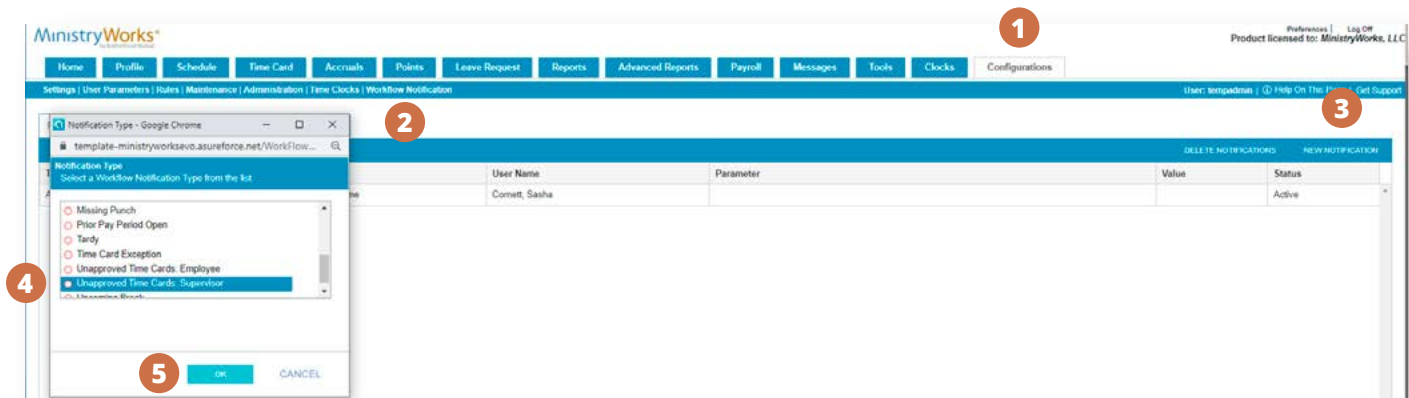 1
MinistryWorks
by Brotherhood Mutual
Preferences | Log Off
Product licensed to: MinistryWorks, LLC
Home Profile Schedule Time Card Accruals Points Leave Request Reports Advanced Reports Payroll Messages Tools Clocks Configurations
Settings | User Parameters | Rules | Maintenance | Administration | Time Clocks | Workflow Notification
User: tempadmin | Help On This Get Support
2
3
Notification Type - Google Chrome
template-ministryworksevo.asureforce.net/WorkFlow...
Notification Type
Select a Workflow Notification Type from the list
DELETE NOTIFICATIONS NEW NOTIFICATION
User Name Parameter Value Status
Cornett, Sasha Active
Missing Punch
Prior Pay Period Open
Tardy
Time Card Exception
Unapproved Time Cards: Employee
4
Unapproved Time Cards: Supervisor
Upcoming Break
5
OK CANCEL